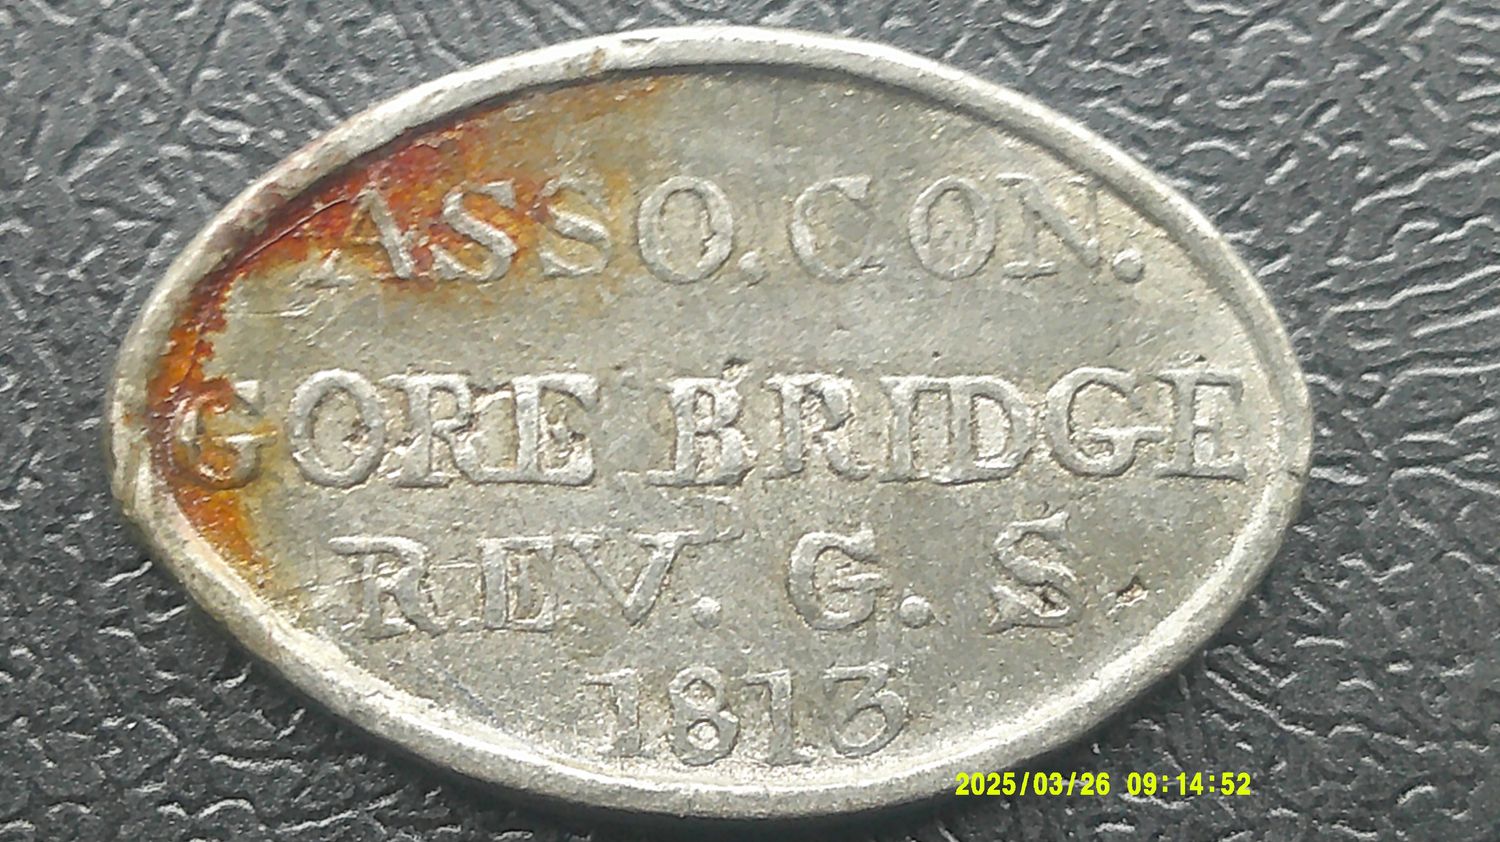 ASSO. CON.
GORE BRIDGE
REV. G. S.
1813
2025/03/26 09:14:52